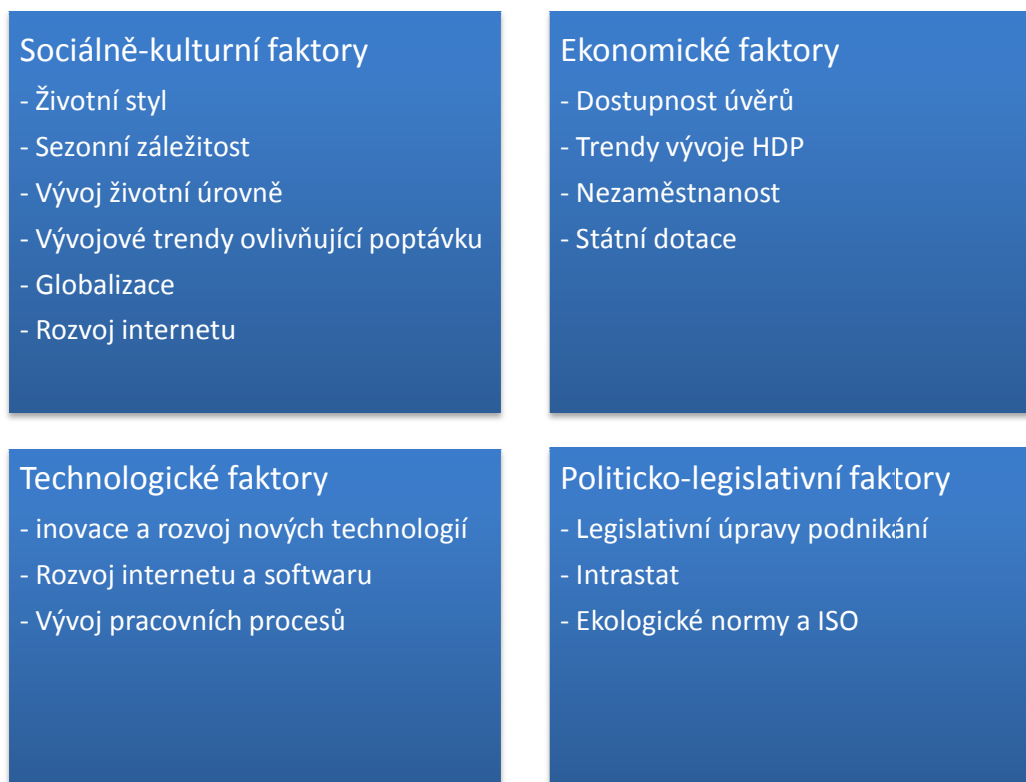 Sociálně-kulturní faktory
- Životní styl
- Sezonní záležitost
- Vývoj životní úrovně
- Vývojové trendy ovlivňující poptávku
- Globalizace
- Rozvoj internetu
Ekonomické faktory
- Dostupnost úvěrů
- Trendy vývoje HDP
- Nezaměstnanost
- Státní dotace
Technologické faktory
- inovace a rozvoj nových technologií
- Rozvoj internetu a softwaru
- Vývoj pracovních procesů
Politicko-legislativní faktory
- Legislativní úpravy podnikání
- Intrastat
- Ekologické normy a ISO